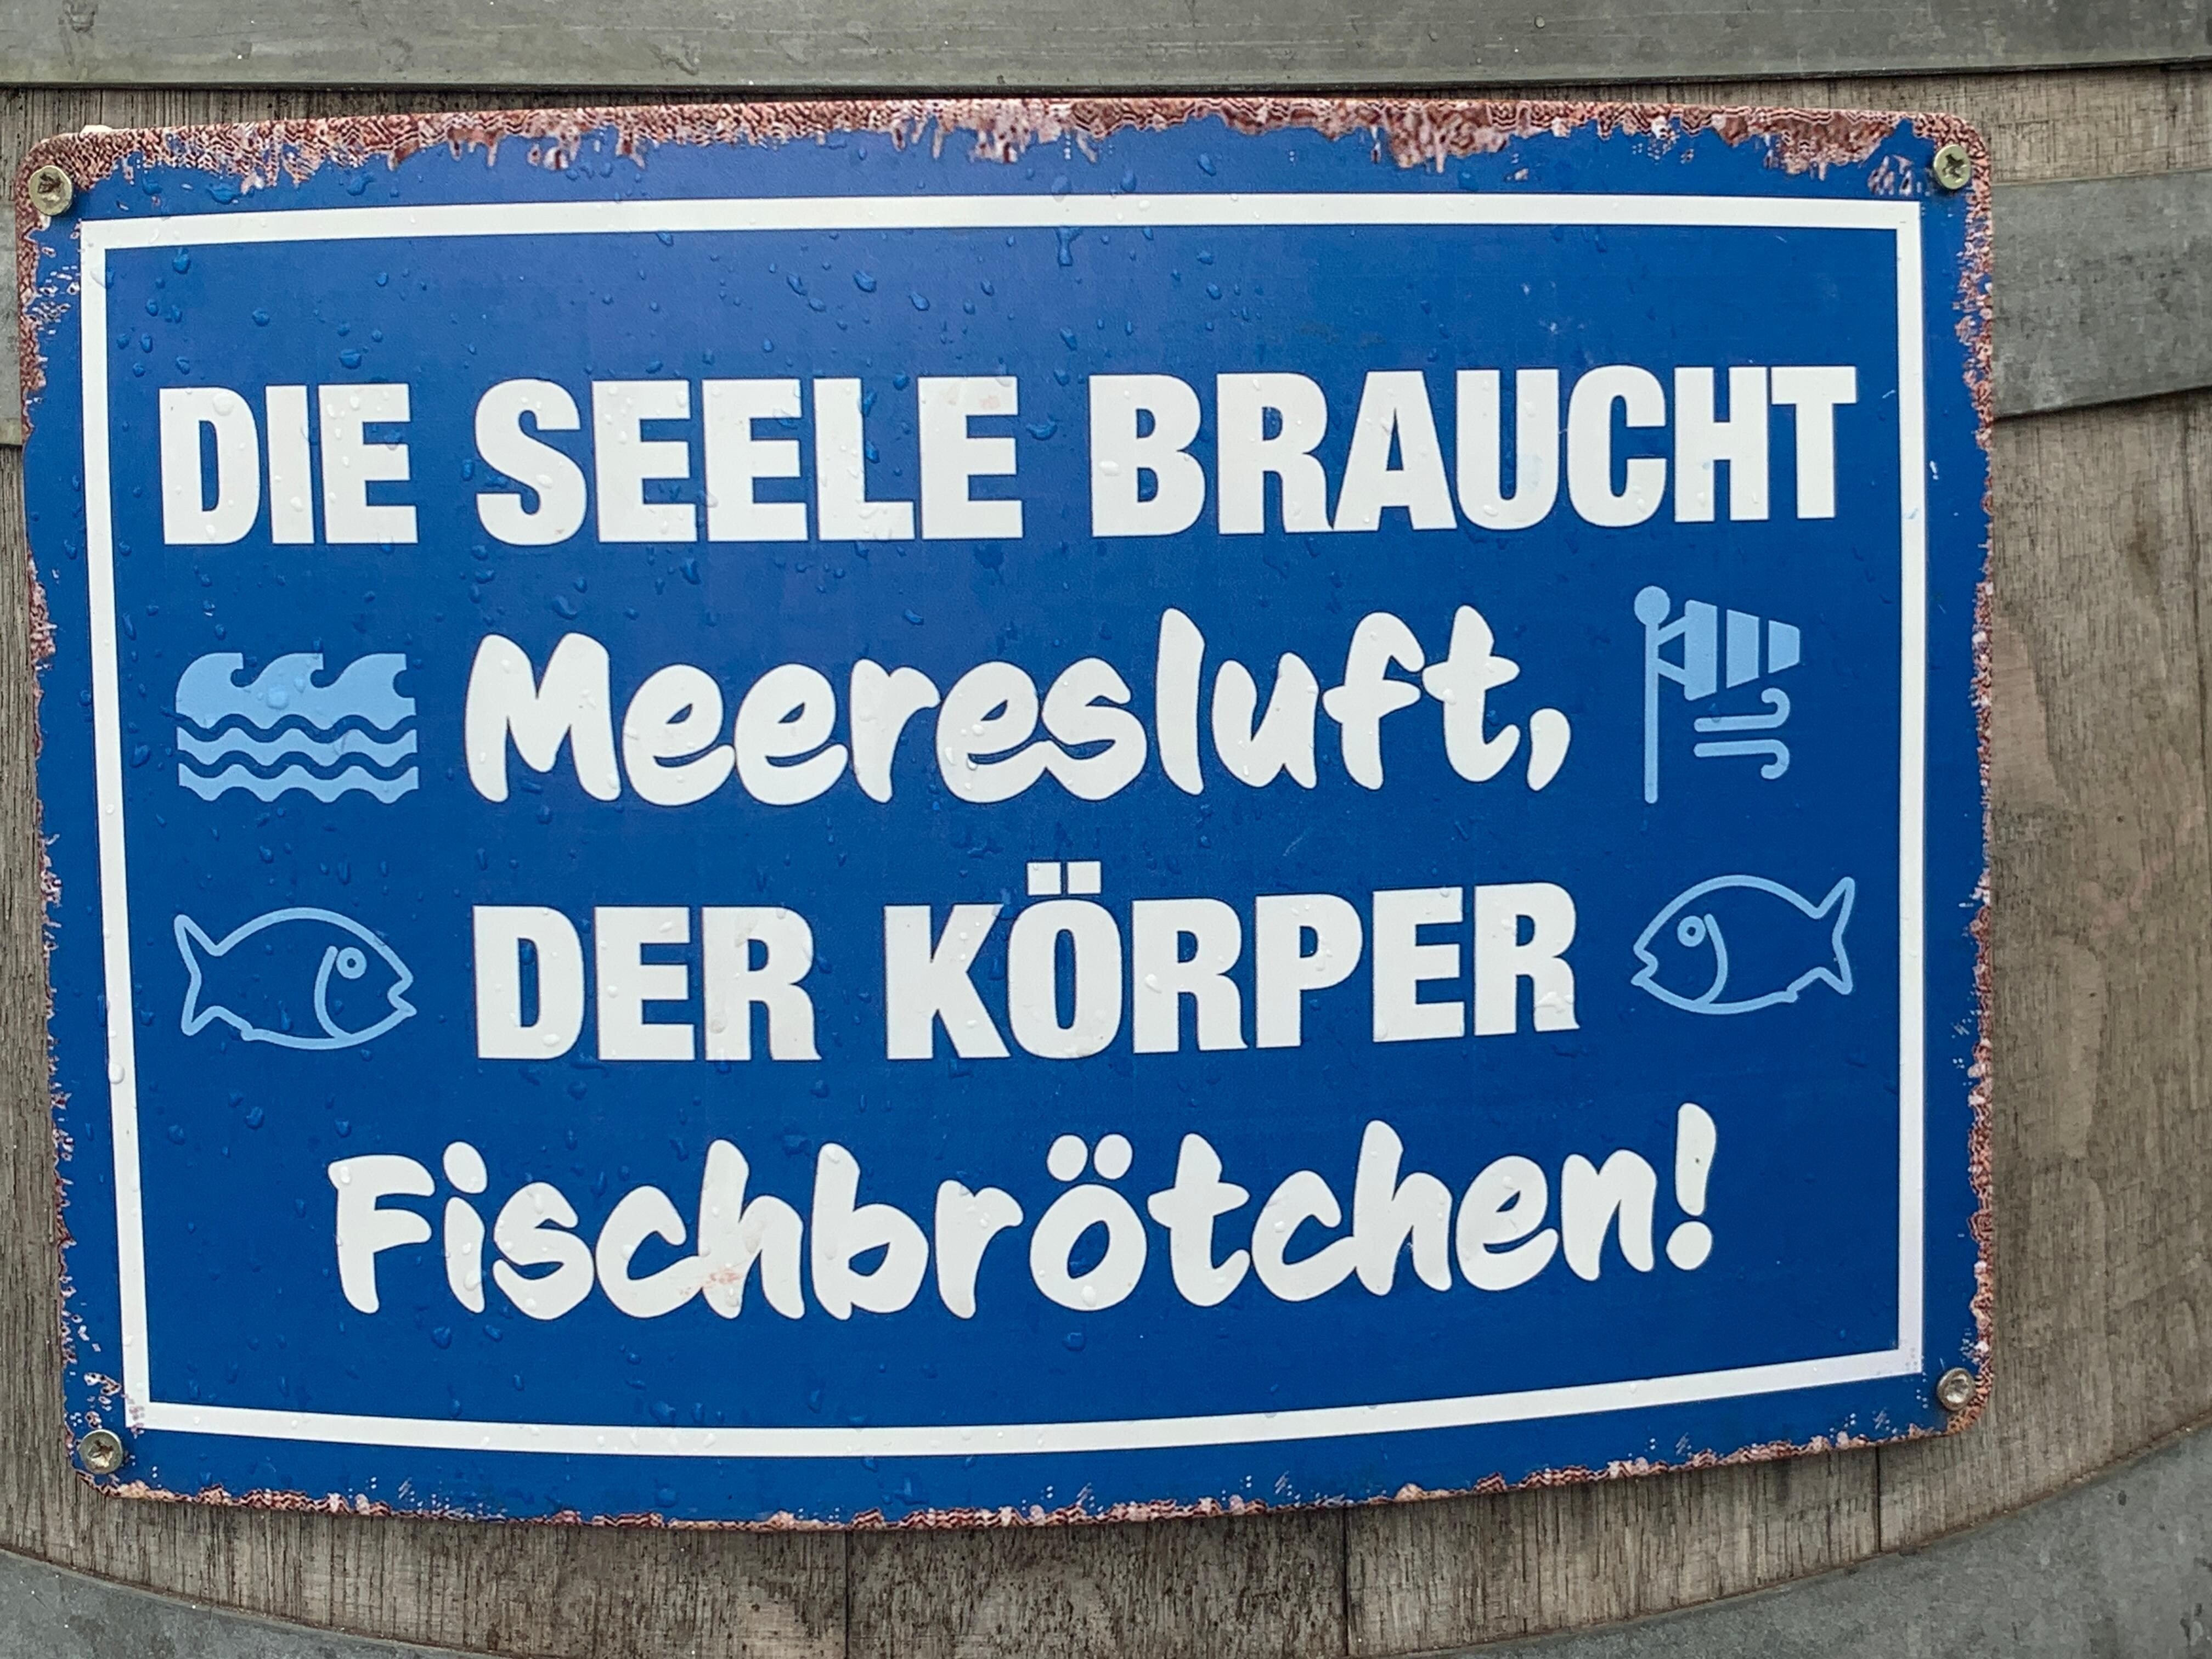 DIE SEELE BRAUCHT
Meeresluft,
DER KÖRPER
Fischbrötchen!